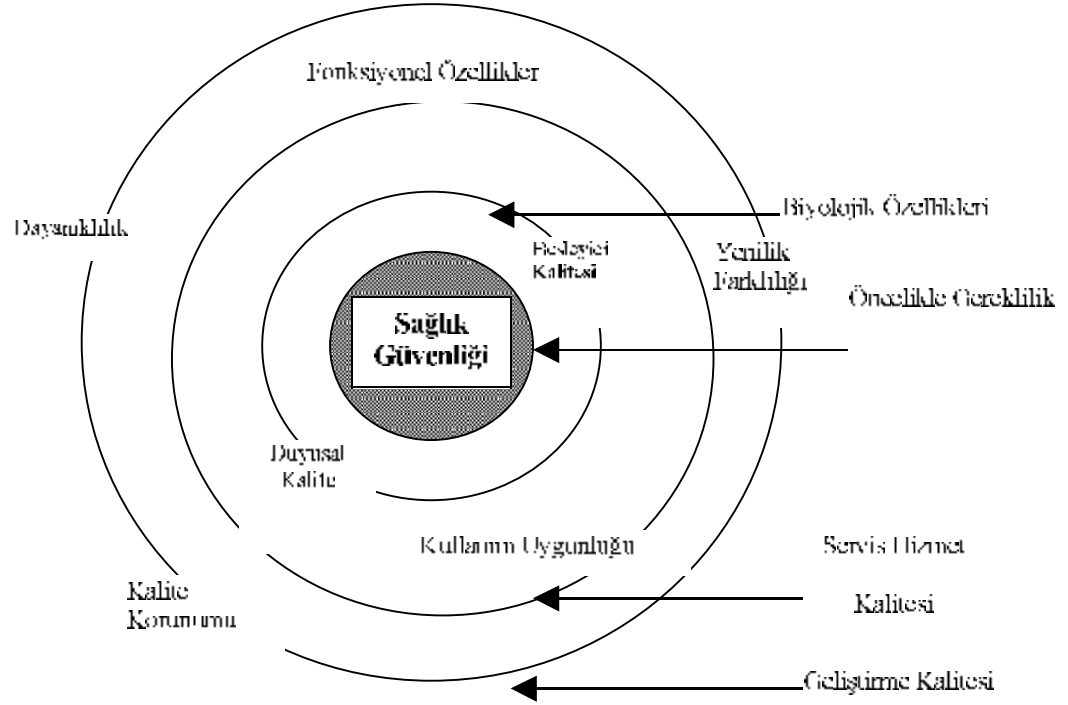 Fonksiyonel Özellikler
Biyolojik Özellikleri
Dayanıklılık
Besleyici
Kalitesi
Yenilik
Farklılığı
Öncelikde Gereklilik
Sağlık
Güvenliği
Duyusal
Kalite
Kullanım Uygunluğu
Servis Hizmet
Kalite
Korunumu
Kalitesi
Geliştirme Kalitesi